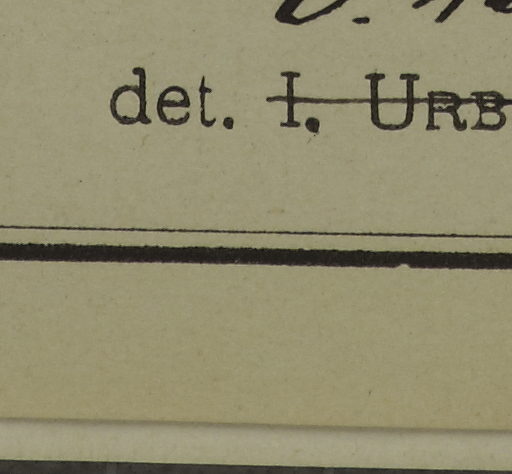 det. I. URB